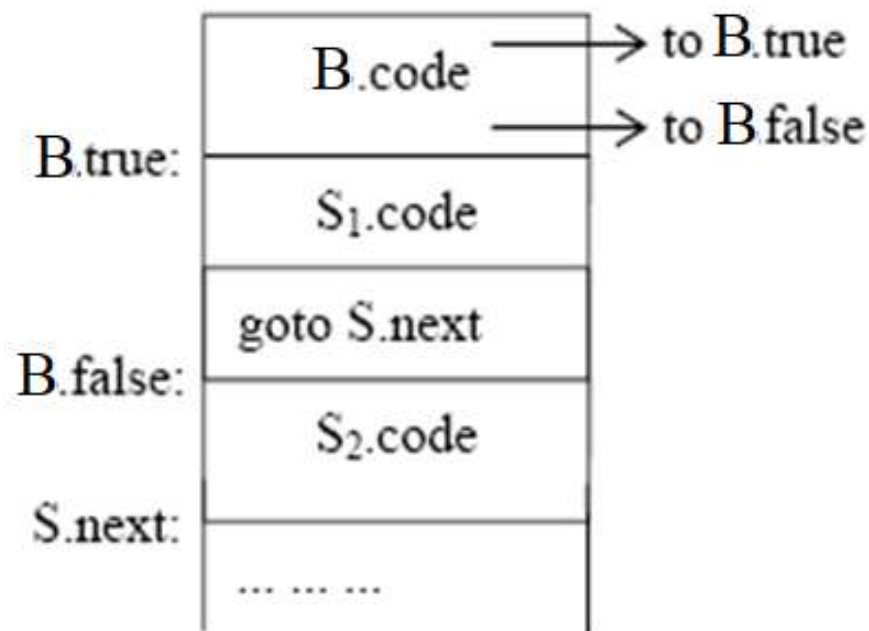 B.code
to B.true
to B.false
B.true:
S₁.code
goto S.next
B.false:
S₂.code
S.next:
... ... ...